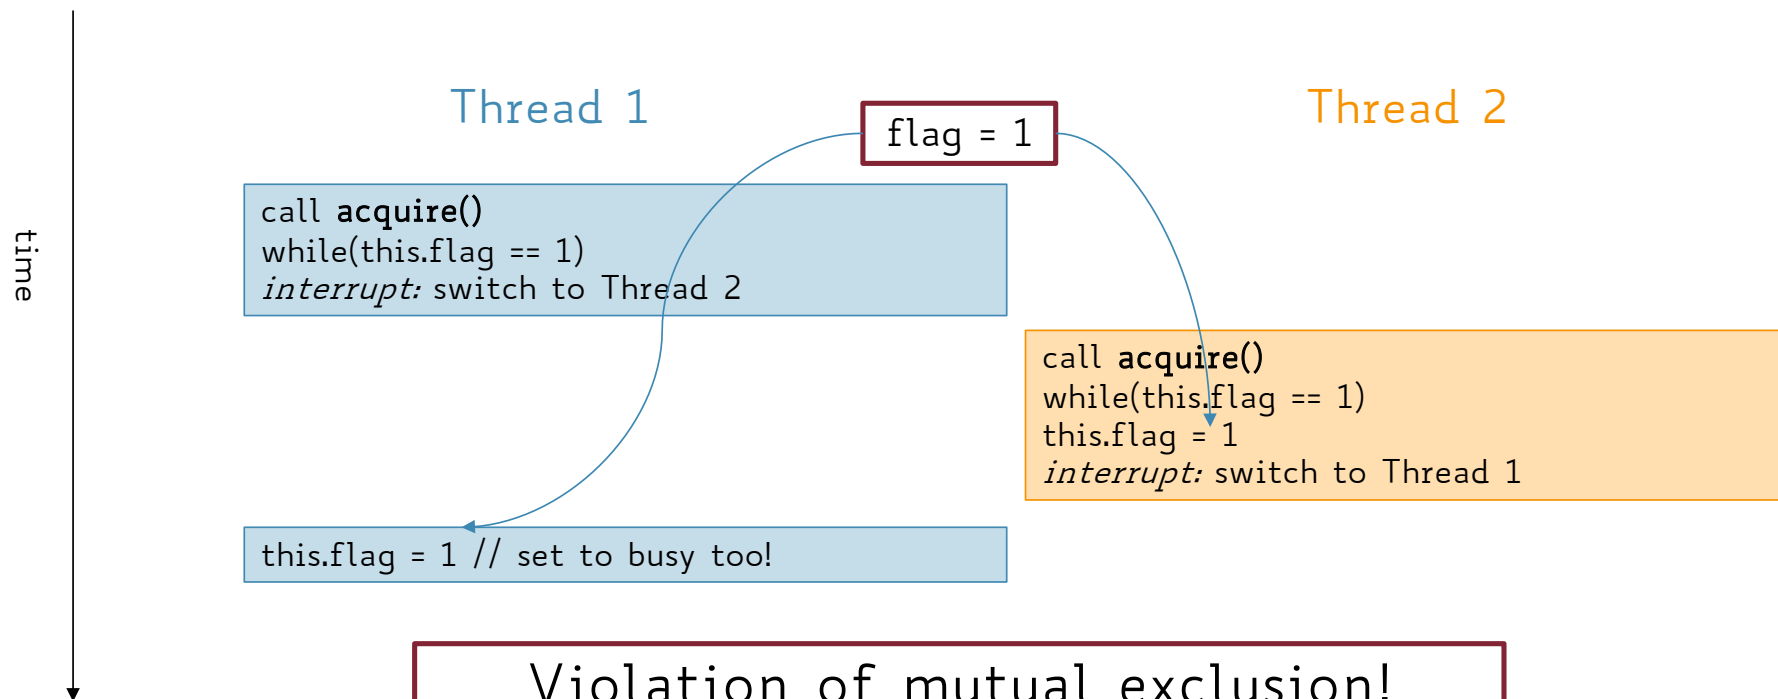 Thread 1
Thread 2
flag = 1
time
call acquire()
while(this.flag == 1)
interrupt: switch to Thread 2
call acquire()
while(this.flag == 1)
this.flag = 1
interrupt: switch to Thread 1
this.flag = 1 // set to busy too!
Violation of mutual exclusion!